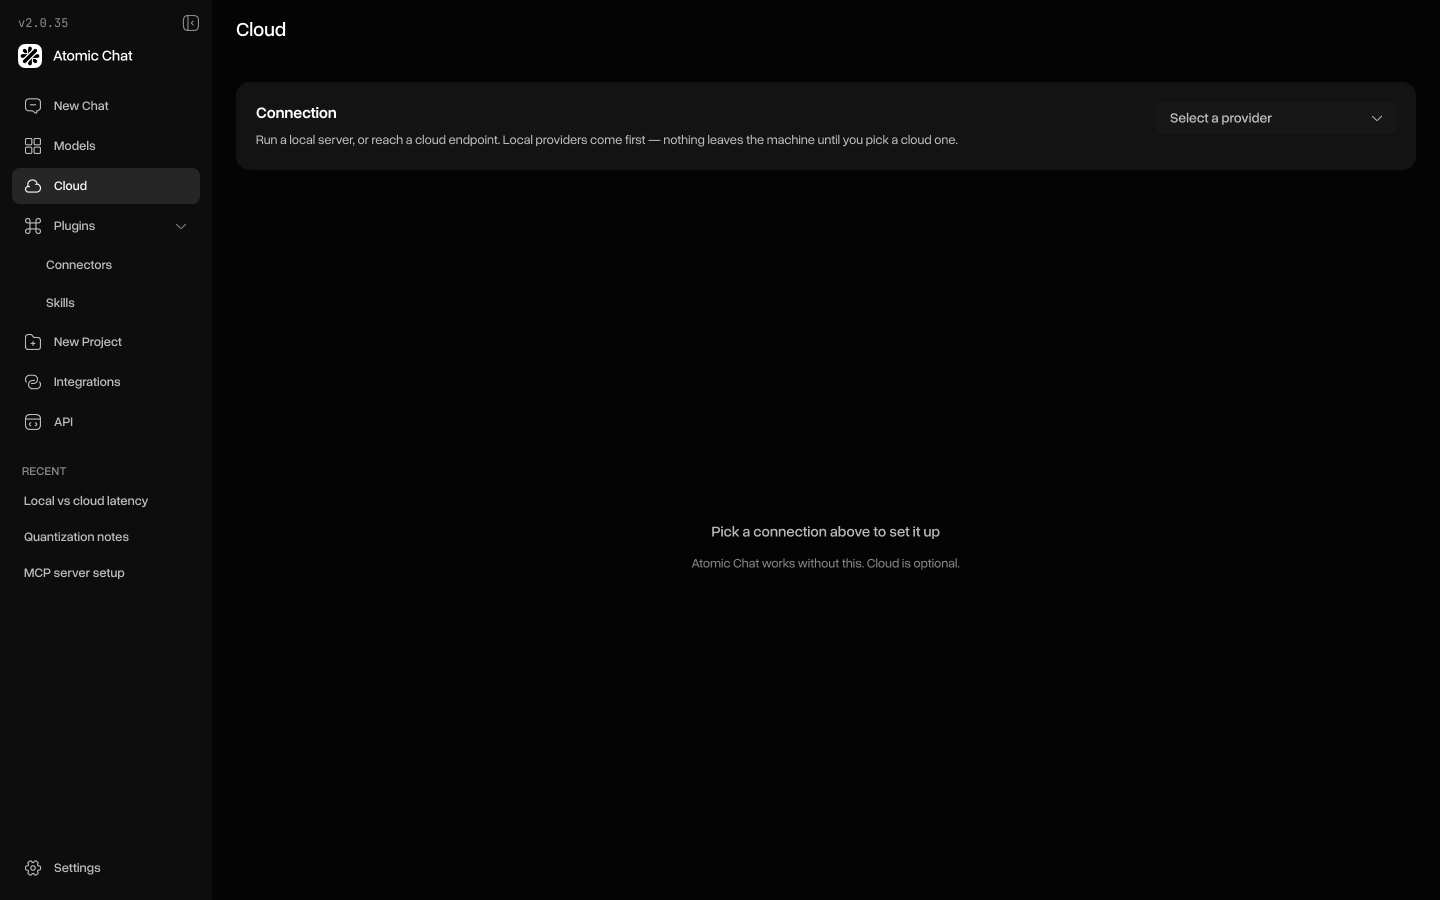 v2.0.35
Atomic Chat
New Chat
Models
Cloud
Plugins
Connectors
Skills
New Project
Integrations
API
RECENT
Local vs cloud latency
Quantization notes
MCP server setup
Settings
Cloud
Connection
Run a local server, or reach a cloud endpoint. Local providers come first — nothing leaves the machine until you pick a cloud one.
Select a provider
Pick a connection above to set it up
Atomic Chat works without this. Cloud is optional.